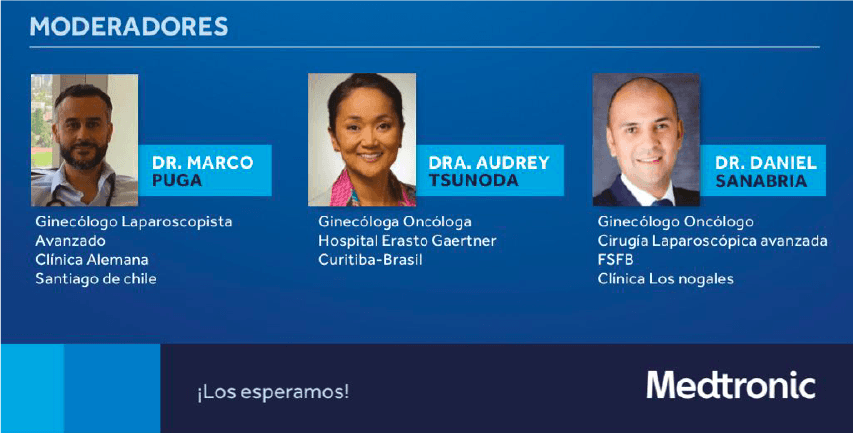 MODERADORES
DR. MARCO
PUGA
Ginecólogo Laparoscopista
Avanzado
Clínica Alemana
Santiago de chile
DRA. AUDREY
TSUNODA
Ginecóloga Oncóloga
Hospital Erasto Gaertner
Curitiba-Brasil
DR. DANIEL
SANABRIA
Ginecólogo Oncólogo
Cirugía Laparoscópica avanzada
FSFB
Clínica Los nogales
¡Los esperamos!
Medtronic